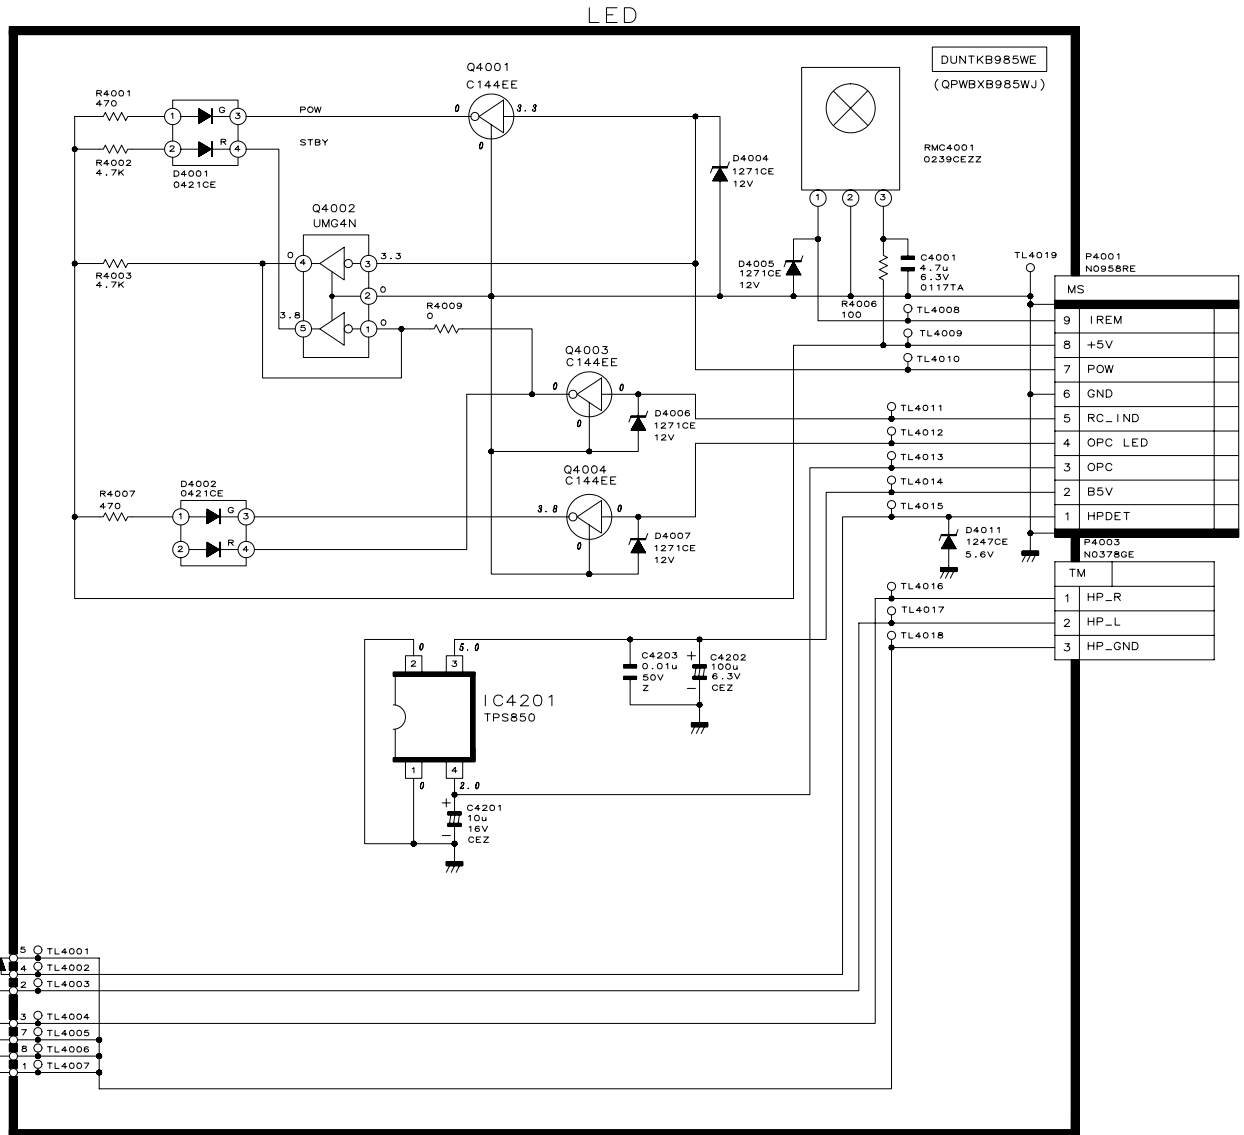 LED
DUNTKB985WE
(QPWBXB985WJ)
R4001
470
1
G
3
POW
Q4001
C144EE
0
3.3
0
R4002
4.7K
2
R
4
STBY
D4001
0421CE
D4004
1271CE
12V
RMC4001
0239CEZZ
1
2
3
Q4002
UMG4N
0
4
3
3.3
R4003
4.7K
2
0
3.8
5
1
0
R4009
0
D4005
1271CE
12V
R4006
100
C4001
4.7u
6.3V
0117TA
TL4019
P4001
N0958RE
MS
TL4008
9 IREM
TL4009
8 +5V
TL4010
7 POW
6 GND
TL4011
5 RC_IND
TL4012
4 OPC LED
TL4013
3 OPC
TL4014
2 B5V
TL4015
1 HPDET
Q4003
C144EE
0
0
0
D4006
1271CE
12V
Q4004
C144EE
3.8
0
0
D4007
1271CE
12V
R4007
470
D4002
0421CE
1
G
3
2
R
4
D4011
1247CE
5.6V
P4003
N0378GE
TM
TL4016
1 HP_R
TL4017
2 HP_L
TL4018
3 HP_GND
0
5.0
2
3
IC4201
TPS850
1
4
0
2.0
C4203
0.01u
50V
Z
+
C4202
100u
6.3V
CEZ
−
+
C4201
10u
16V
CEZ
−
5 TL4001
4 TL4002
2 TL4003
3 TL4004
7 TL4005
8 TL4006
1 TL4007